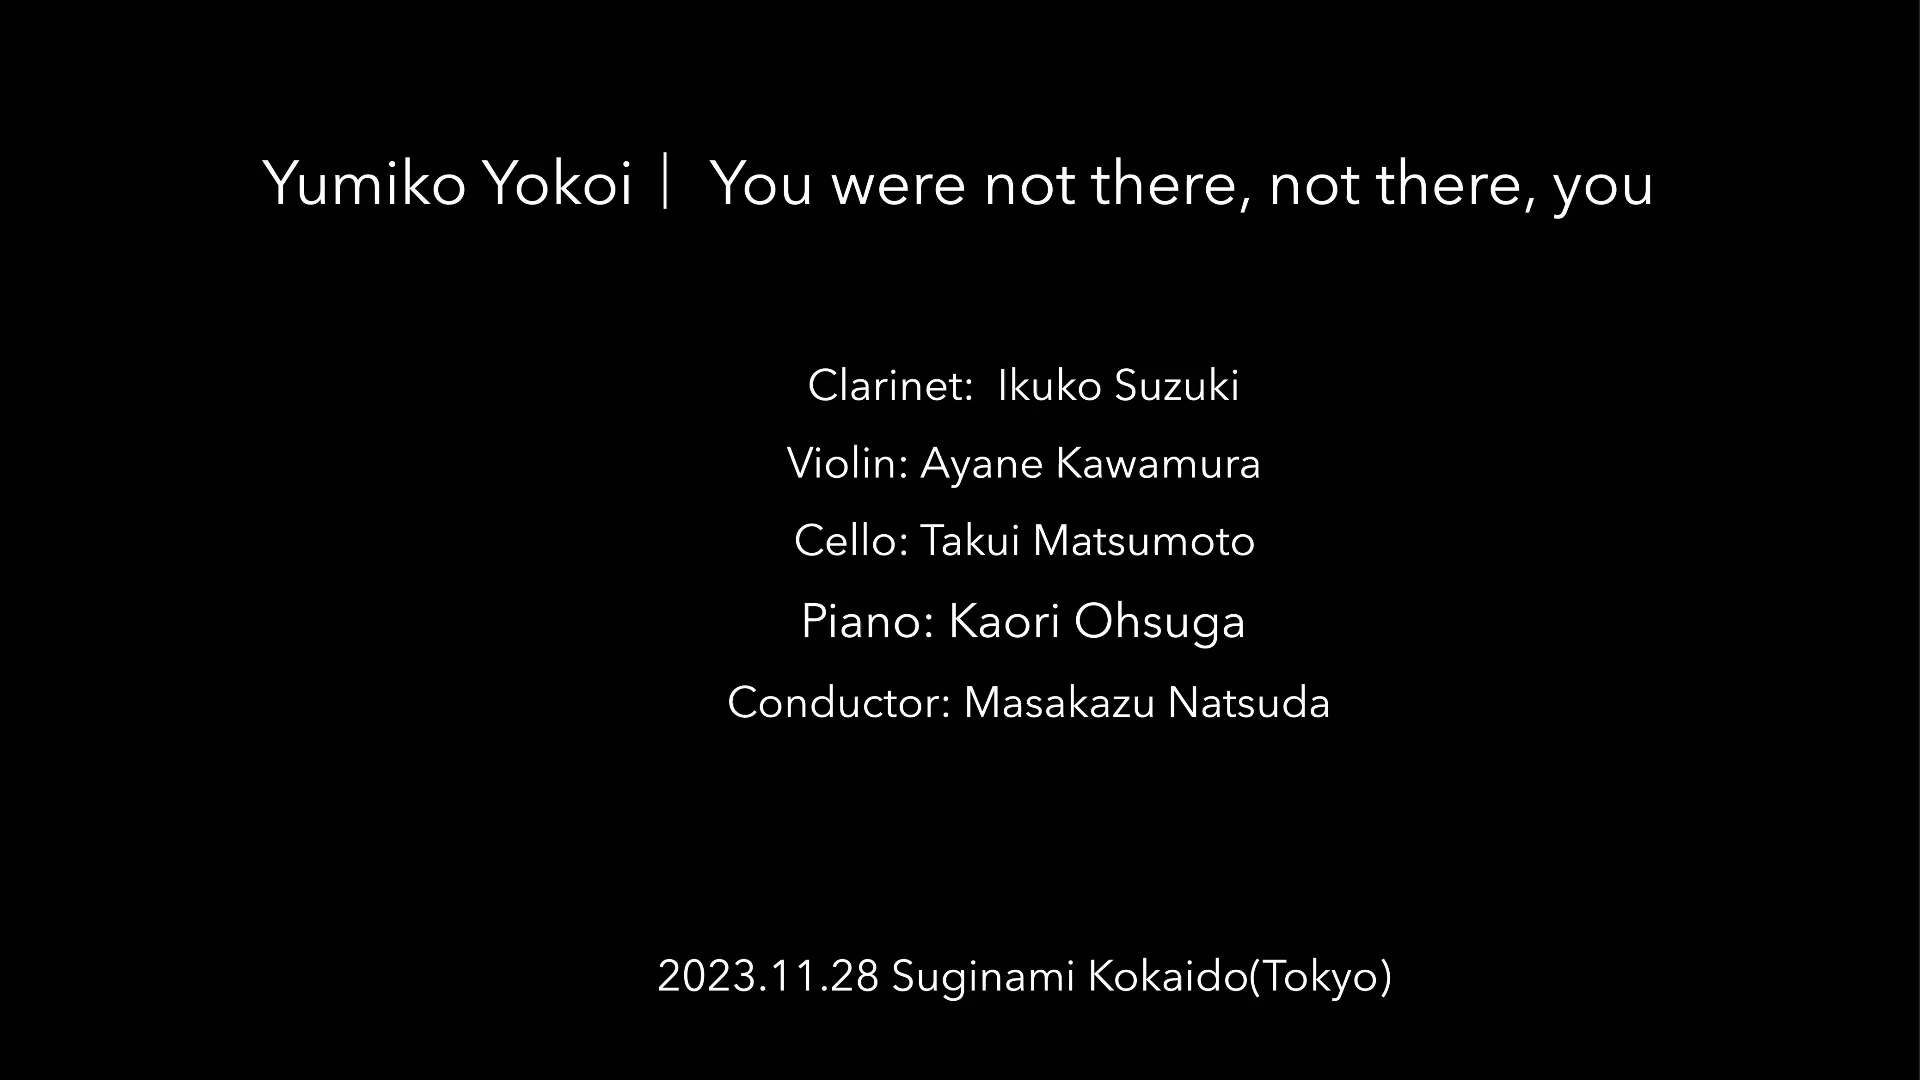 Yumiko Yokoi｜ You were not there, not there, you
Clarinet:  Ikuko Suzuki
Violin: Ayane Kawamura
Cello: Takui Matsumoto
Piano: Kaori Ohsuga
Conductor: Masakazu Natsuda
2023.11.28 Suginami Kokaido(Tokyo)